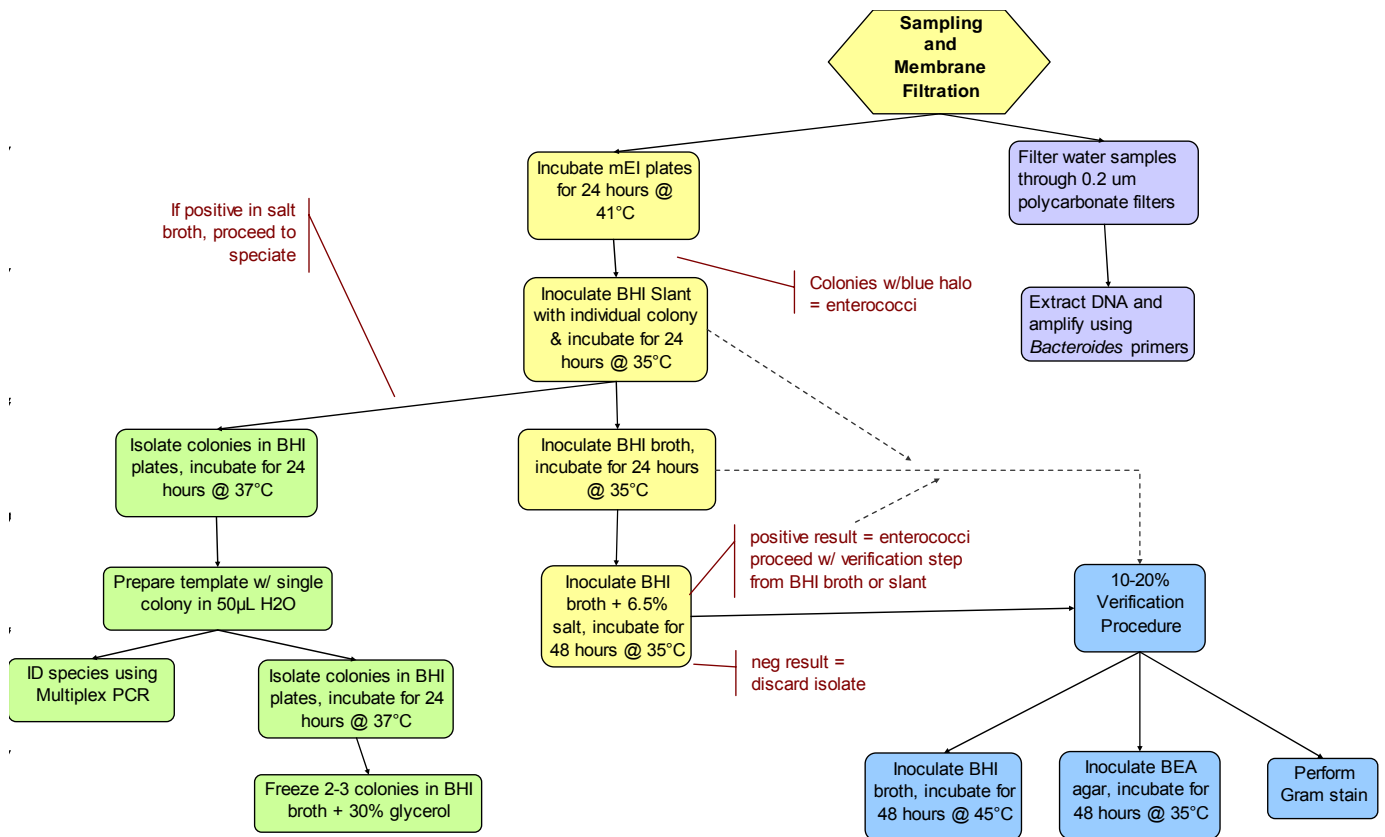 Sampling
and
Membrane
Filtration
Incubate mEI plates
for 24 hours @
41°C
Filter water samples
through 0.2 um
polycarbonate filters
If positive in salt
broth, proceed to
speciate
Colonies w/blue halo
= enterococci
Inoculate BHI Slant
with individual colony
& incubate for 24
hours @ 35°C
Extract DNA and
amplify using
Bacteroides primers
Isolate colonies in BHI
plates, incubate for 24
hours @ 37°C
Inoculate BHI broth,
incubate for 24 hours
@ 35°C
positive result = enterococci
proceed w/ verification step
from BHI broth or slant
Prepare template w/ single
colony in 50µL H2O
Inoculate BHI
broth + 6.5%
salt, incubate for
48 hours @ 35°C
10-20%
Verification
Procedure
neg result =
discard isolate
ID species using
Multiplex PCR
Isolate colonies in BHI
plates, incubate for 24
hours @ 37°C
Freeze 2-3 colonies in BHI
broth + 30% glycerol
Inoculate BHI
broth, incubate for
48 hours @ 45°C
Inoculate BEA
agar, incubate for
48 hours @ 35°C
Perform
Gram stain